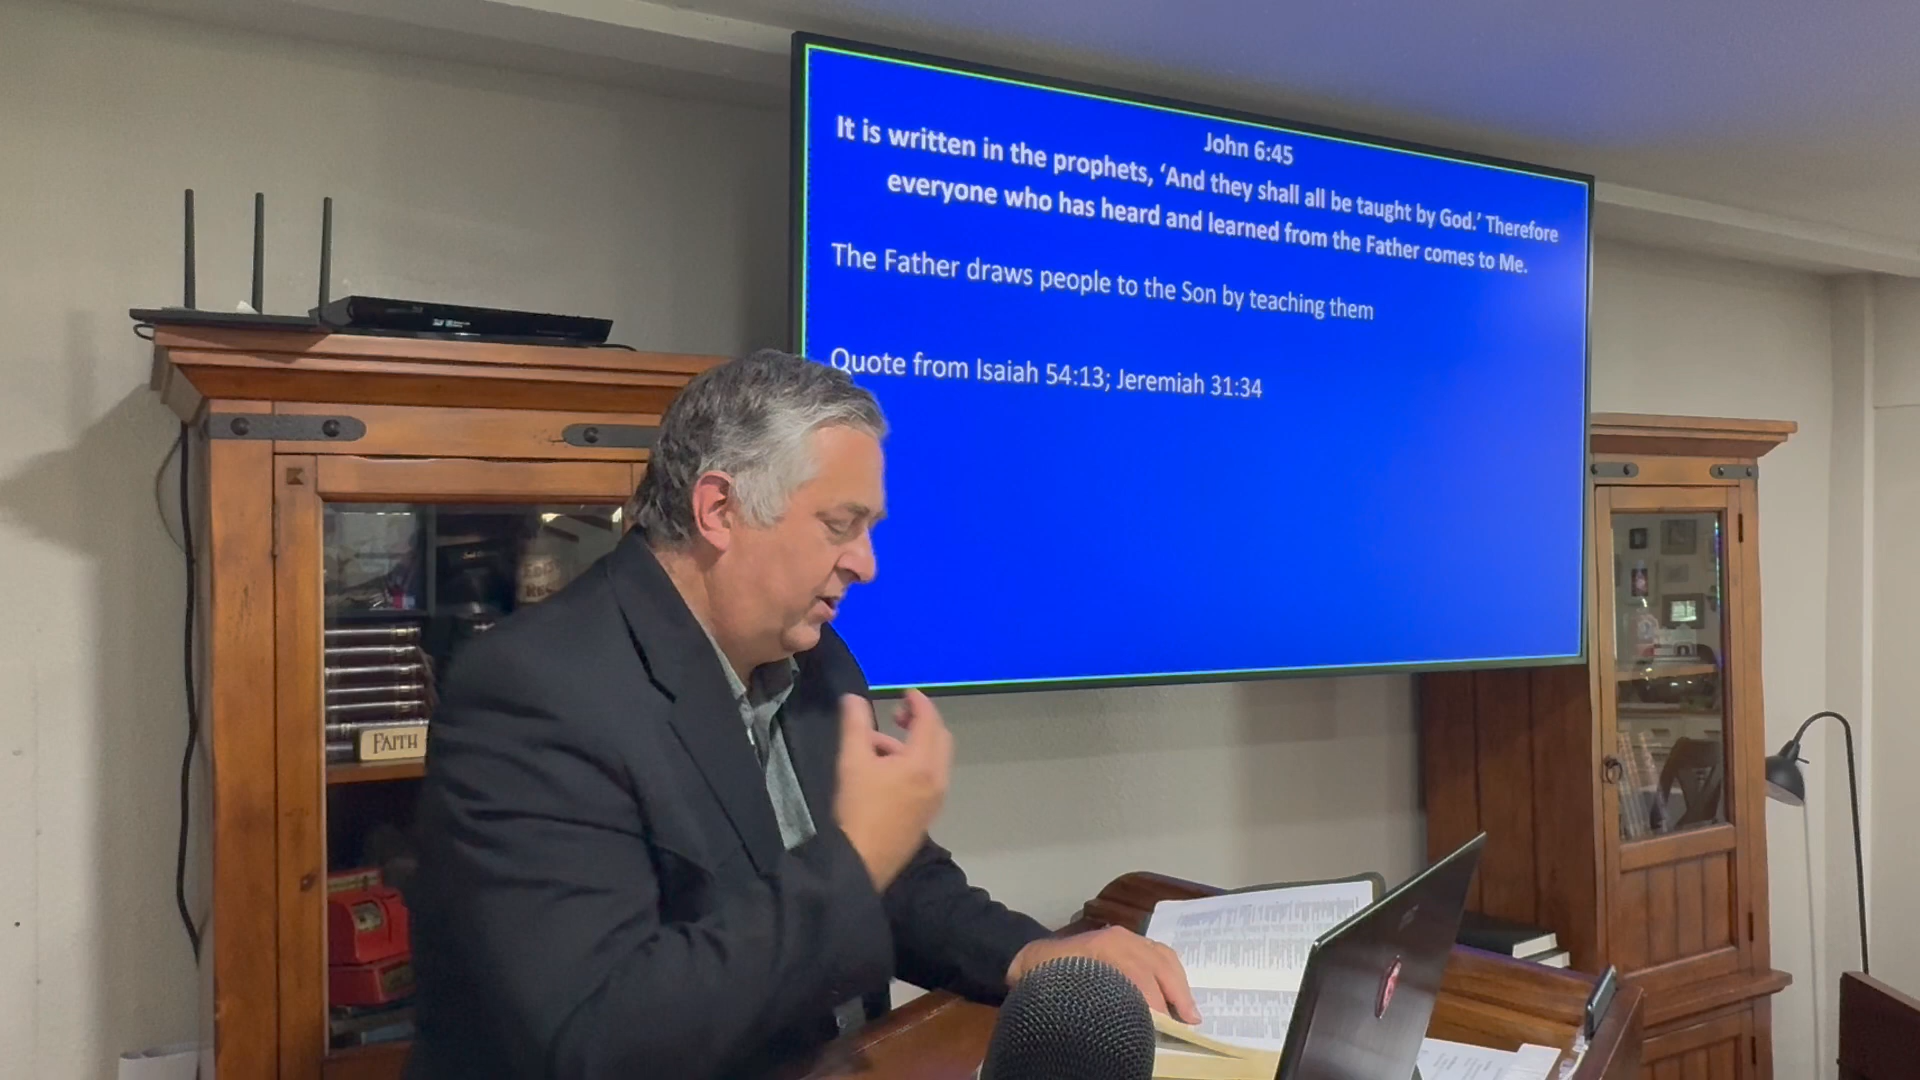 John 6:45
It is written in the prophets, ‘And they shall all be taught by God.’ Therefore
everyone who has heard and learned from the Father comes to Me.
The Father draws people to the Son by teaching them
Quote from Isaiah 54:13; Jeremiah 31:34
FAITH